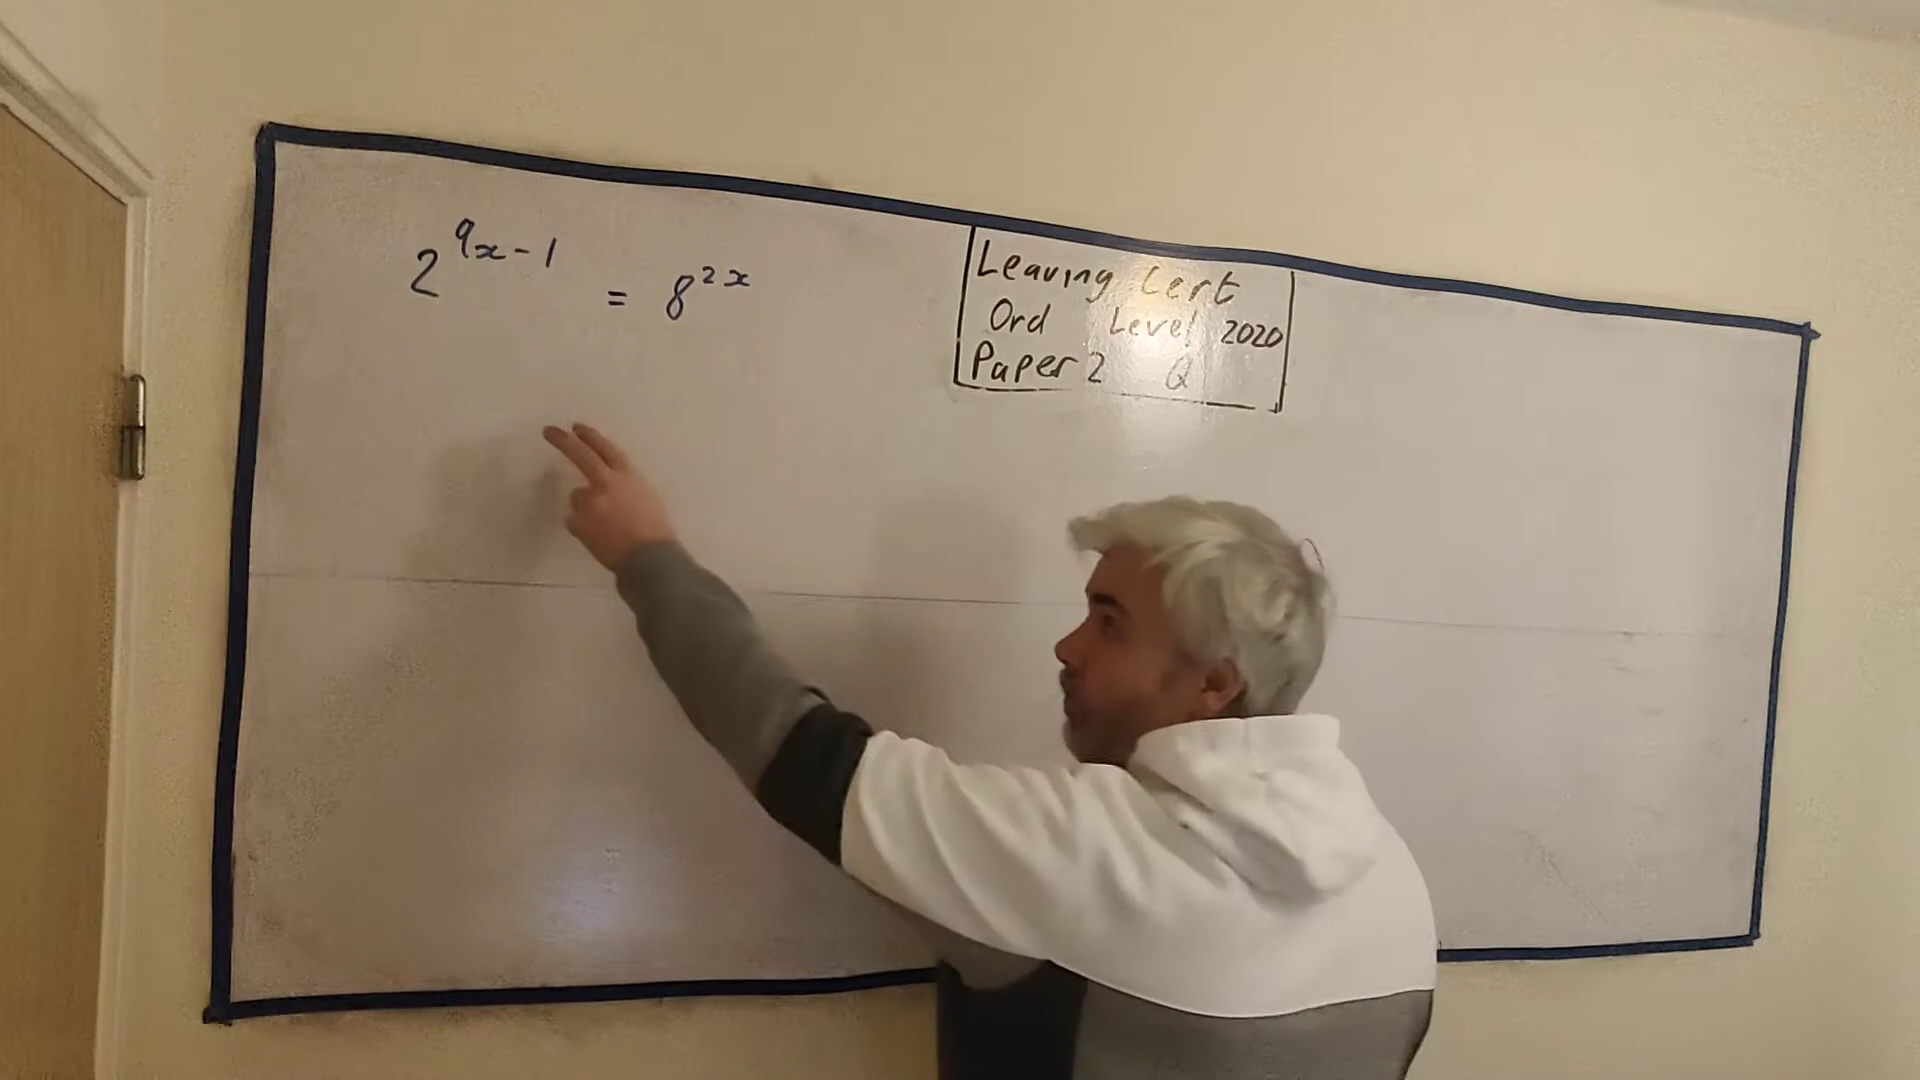 2^{9x-1} = 8^{2x}
Leaving Cert
Ord Level 2020
Paper 2 Q